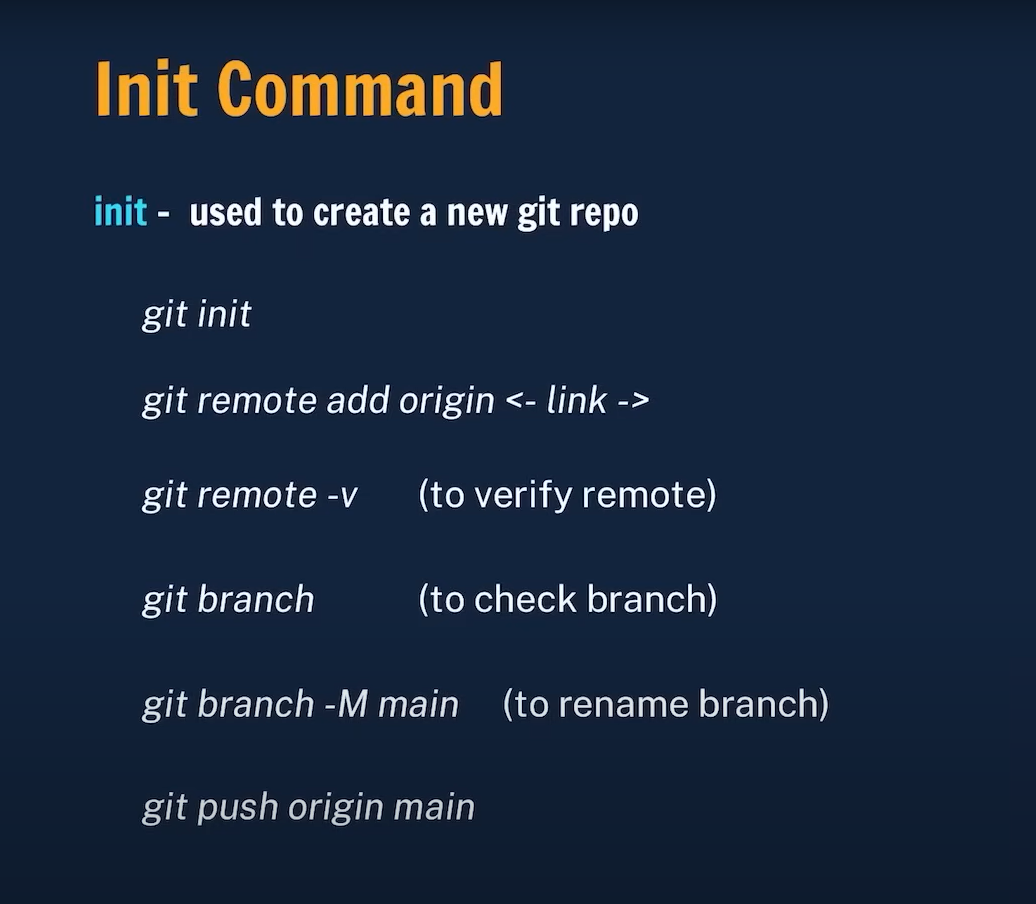 Init Command
init - used to create a new git repo
git init
git remote add origin <- link ->
git remote -v (to verify remote)
git branch (to check branch)
git branch -M main (to rename branch)
git push origin main